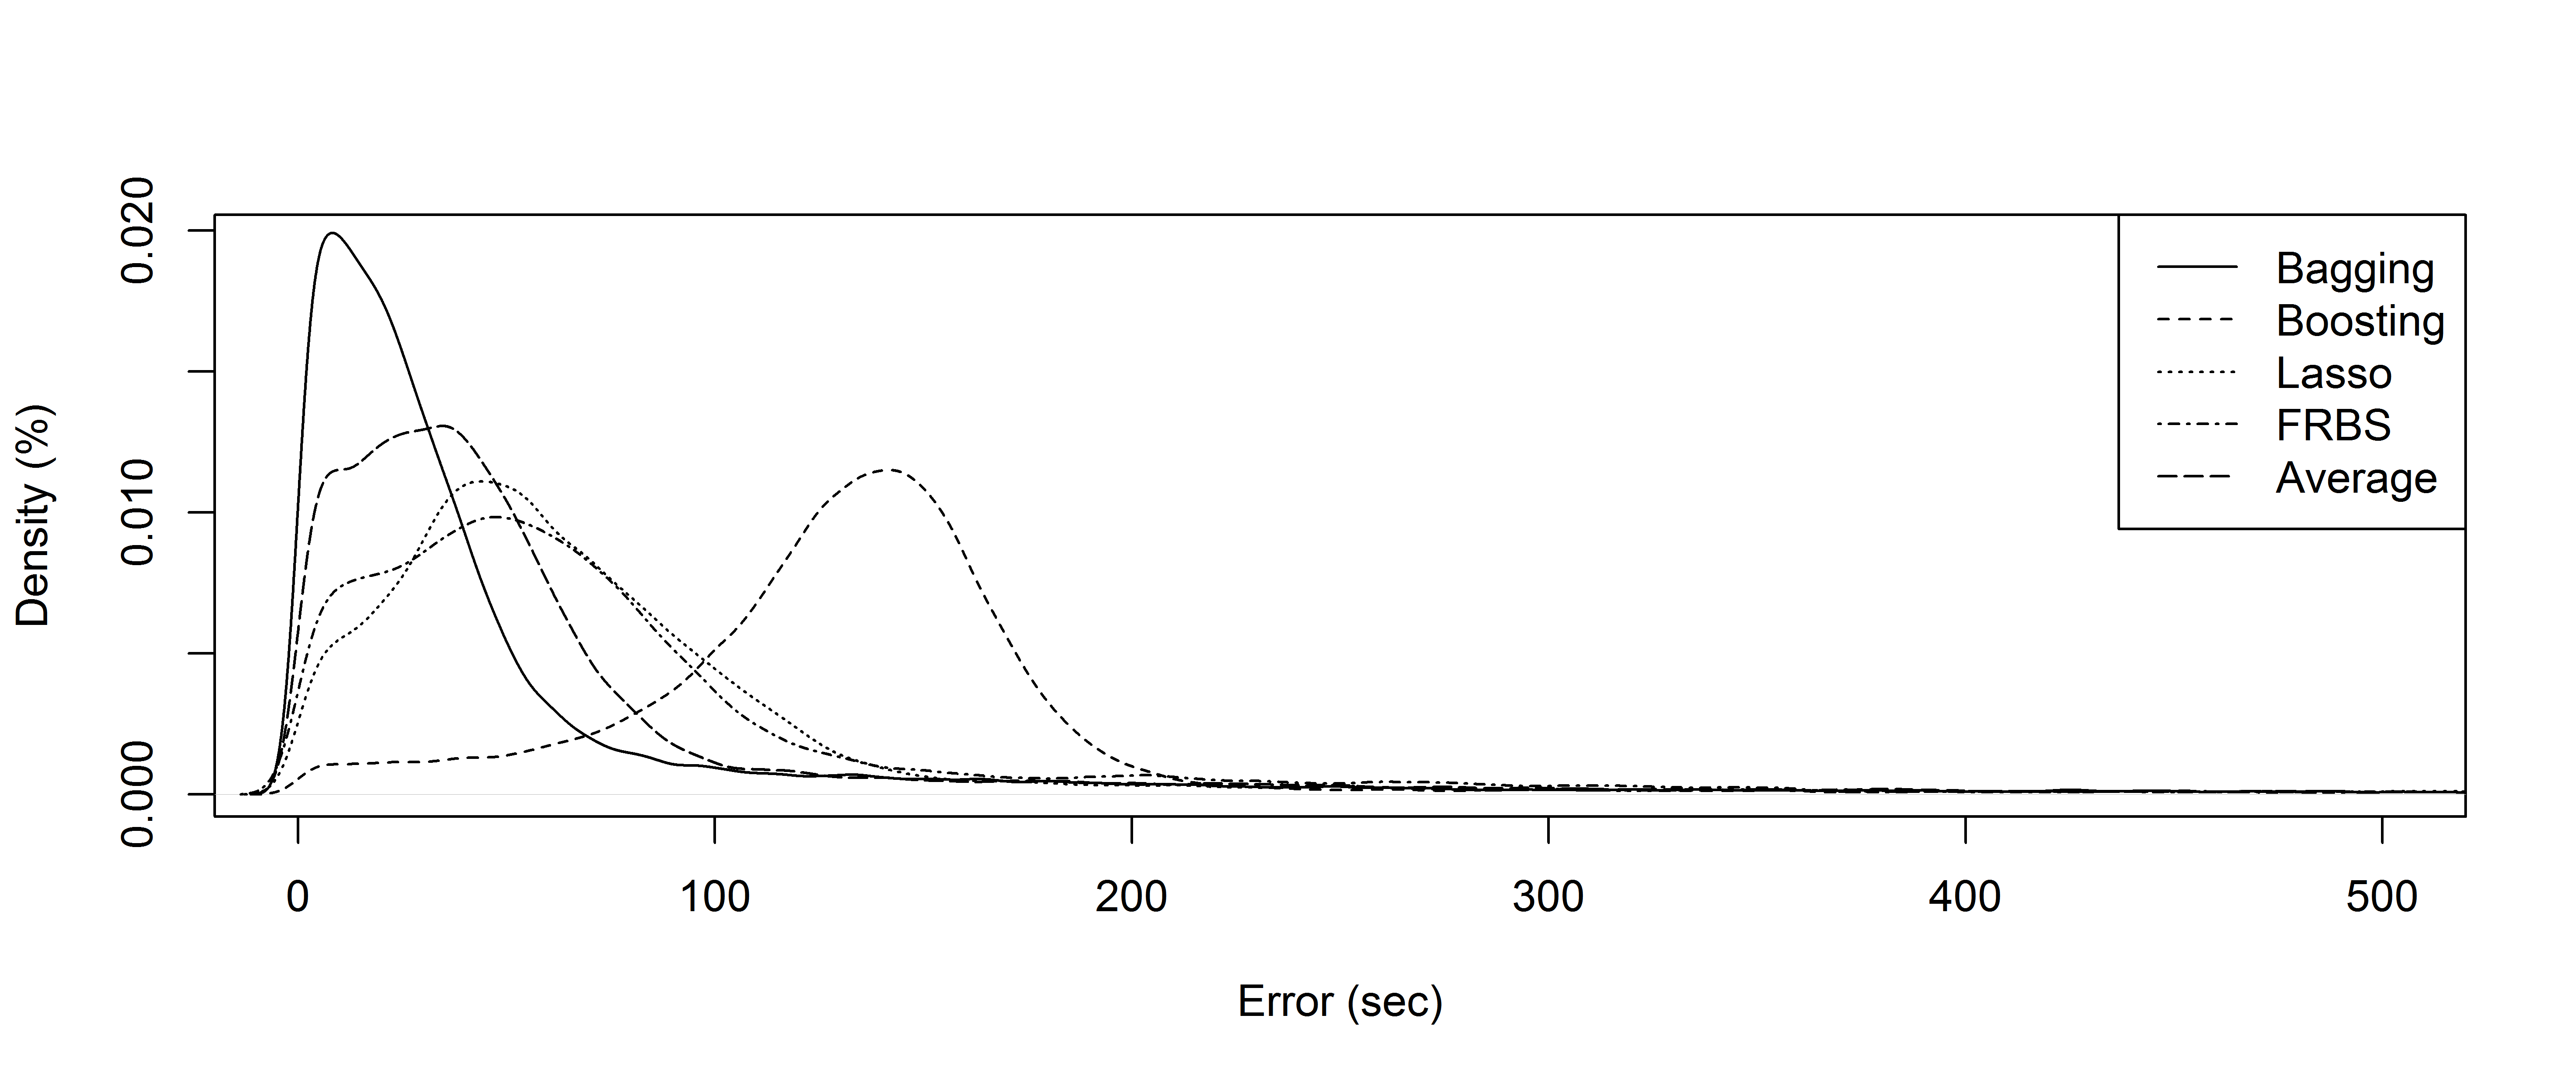 Density (%)
0.020
0.010
0.000
Bagging
Boosting
Lasso
FRBS
Average
0 100 200 300 400 500
Error (sec)